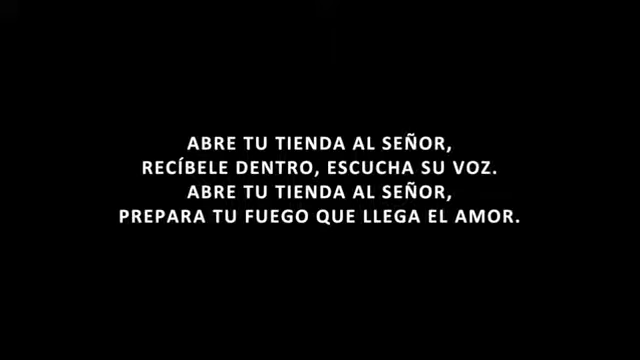 ABRE TU TIENDA AL SEÑOR,
RECÍBELE DENTRO, ESCUCHA SU VOZ.
ABRE TU TIENDA AL SEÑOR,
PREPARA TU FUEGO QUE LLEGA EL AMOR.